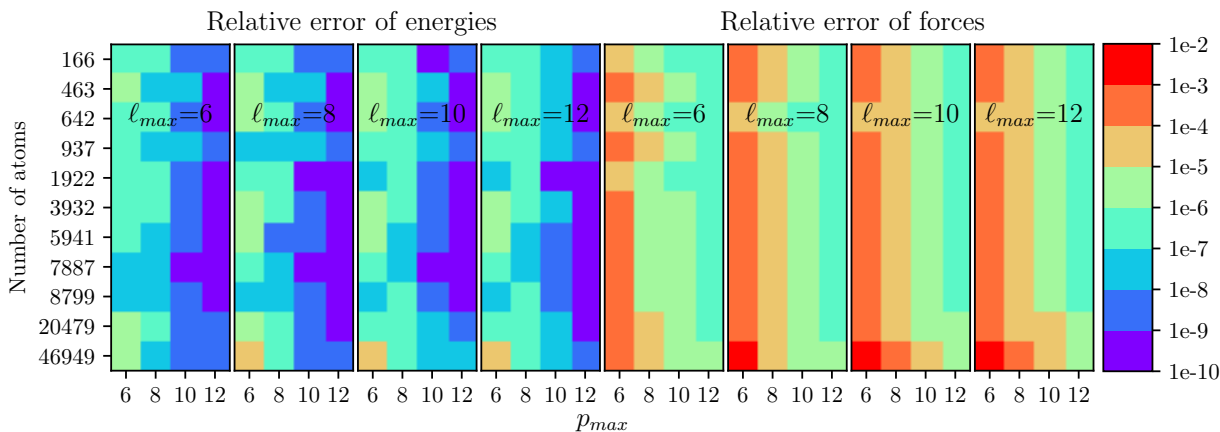 Relative error of energies
Relative error of forces
Number of atoms
166
463
642
937
1922
3932
5941
7887
8799
20479
46949
ℓmax=6
ℓmax=8
ℓmax=10
ℓmax=12
ℓmax=6
ℓmax=8
ℓmax=10
ℓmax=12
6 8 10 12 6 8 10 12 6 8 10 12 6 8 10 12 6 8 10 12 6 8 10 12 6 8 10 12 6 8 10 12
pmax
1e-2
1e-3
1e-4
1e-5
1e-6
1e-7
1e-8
1e-9
1e-10